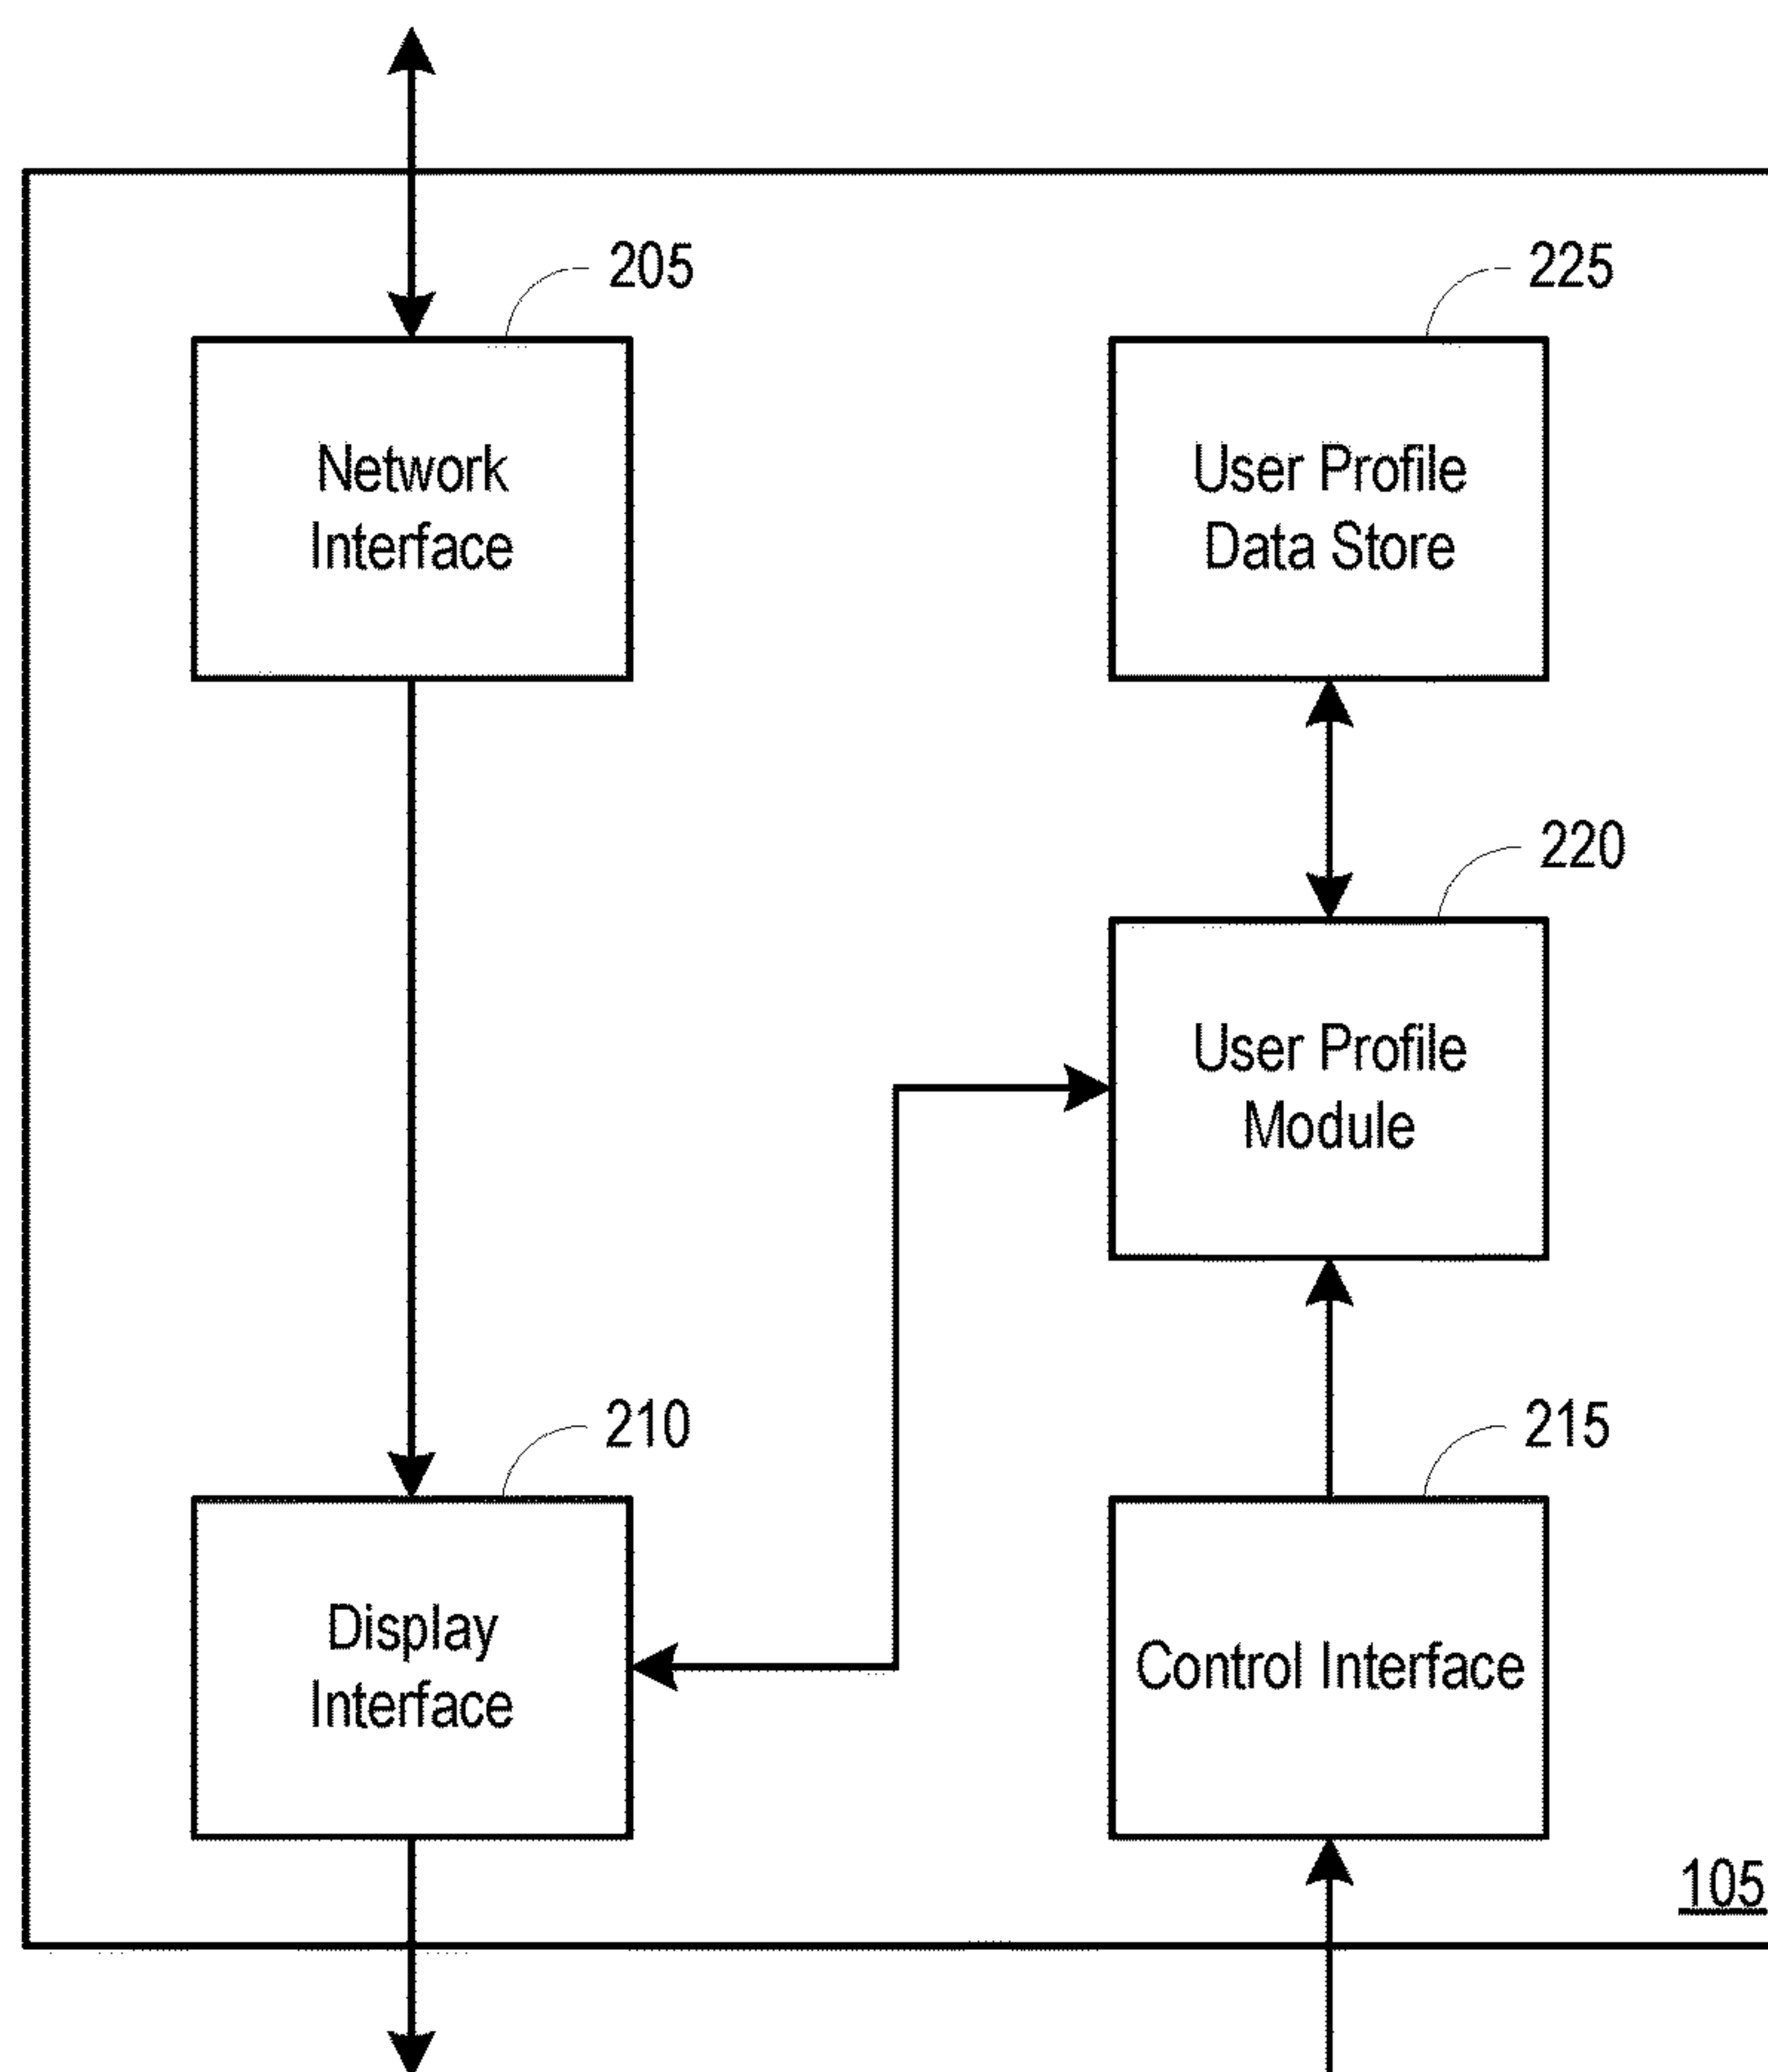 205
225
Network
Interface
User Profile
Data Store
220
User Profile
Module
210
215
Display
Interface
Control Interface
105